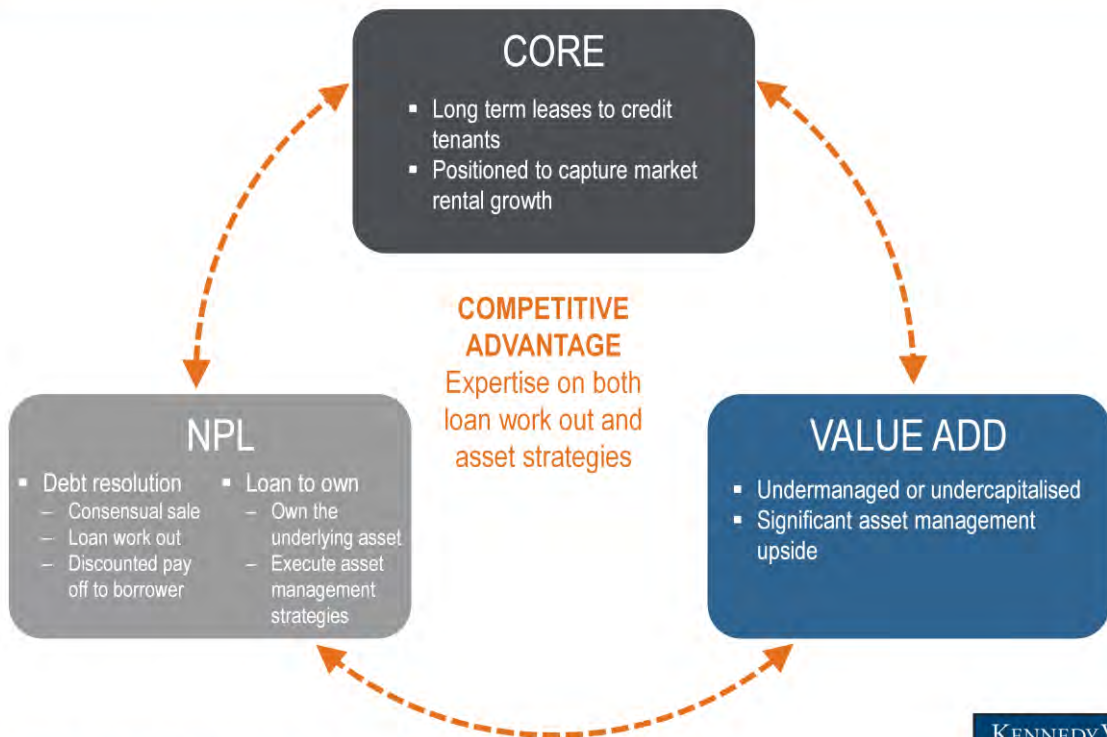 CORE
▪ Long term leases to credit
tenants
▪ Positioned to capture market
rental growth
COMPETITIVE
ADVANTAGE
Expertise on both
loan work out and
asset strategies
NPL
▪ Debt resolution
– Consensual sale
– Loan work out
– Discounted pay
off to borrower
▪ Loan to own
– Own the
underlying asset
– Execute asset
management
strategies
VALUE ADD
▪ Undermanaged or undercapitalised
▪ Significant asset management
upside